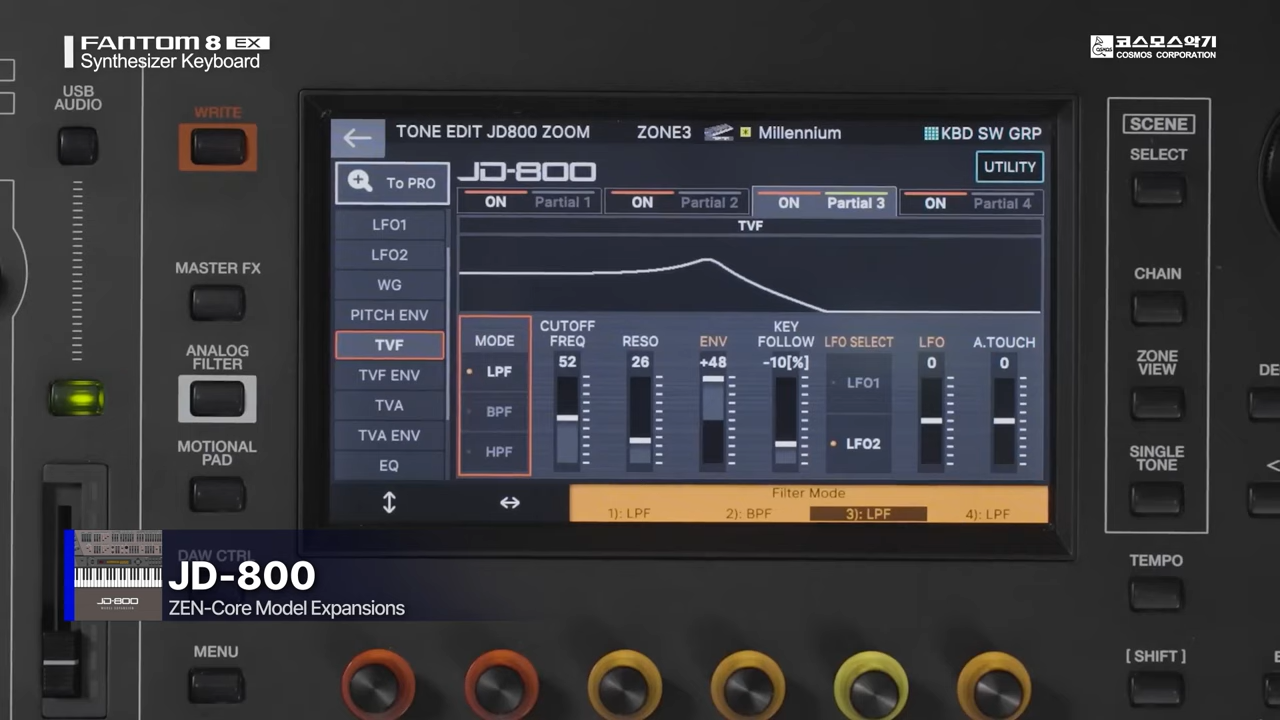 FANTOM 8 EX
Synthesizer Keyboard
코스모스악기
COSMOS
COSMOS CORPORATION
USB
AUDIO
WRITE
MASTER FX
ANALOG
FILTER
MOTIONAL
PAD
DAW CTRL
MENU
TONE EDIT JD800 ZOOM
ZONE3
Millennium
KBD SW GRP
To PRO
JD-800
UTILITY
ON Partial 1
ON Partial 2
ON Partial 3
ON Partial 4
TVF
LFO1
LFO2
WG
PITCH ENV
TVF
TVF ENV
TVA
TVA ENV
EQ
MODE
LPF
BPF
HPF
CUTOFF
FREQ
52
RESO
26
ENV
+48
KEY
FOLLOW
-10[%]
LFO SELECT
LFO1
LFO2
LFO
0
A.TOUCH
0
Filter Mode
1): LPF
2): BPF
3): LPF
4): LPF
SCENE
SELECT
CHAIN
ZONE
VIEW
SINGLE
TONE
TEMPO
[ SHIFT ]
DE
JD-800
MODEL EXPANSION
JD-800
ZEN-Core Model Expansions